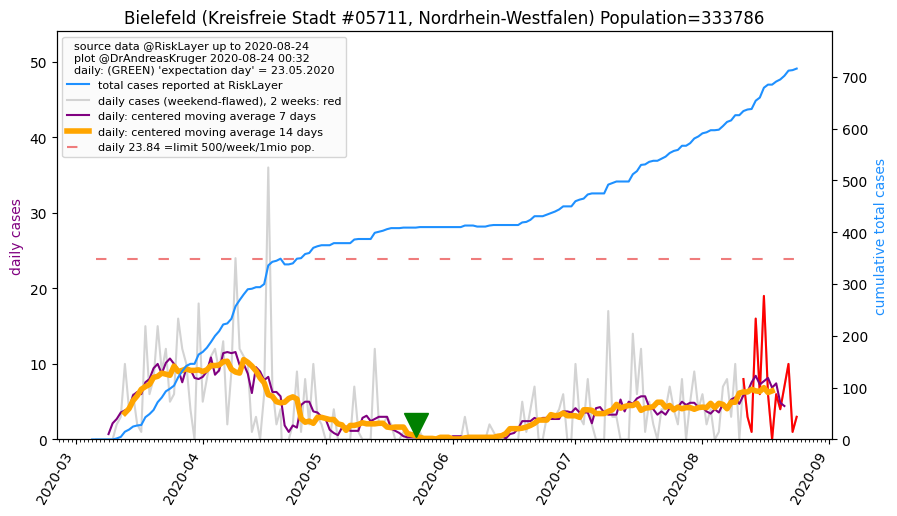 Bielefeld (Kreisfreie Stadt #05711, Nordrhein-Westfalen) Population=333786
source data @RiskLayer up to 2020-08-24
plot @DrAndreasKruger 2020-08-24 00:32
daily: (GREEN) 'expectation day' = 23.05.2020
total cases reported at RiskLayer
daily cases (weekend-flawed), 2 weeks: red
daily: centered moving average 7 days
daily: centered moving average 14 days
daily 23.84 =limit 500/week/1mio pop.
daily cases
50
40
30
20
10
0
cumulative total cases
700
600
500
400
300
200
100
0
2020-03
2020-04
2020-05
2020-06
2020-07
2020-08
2020-09